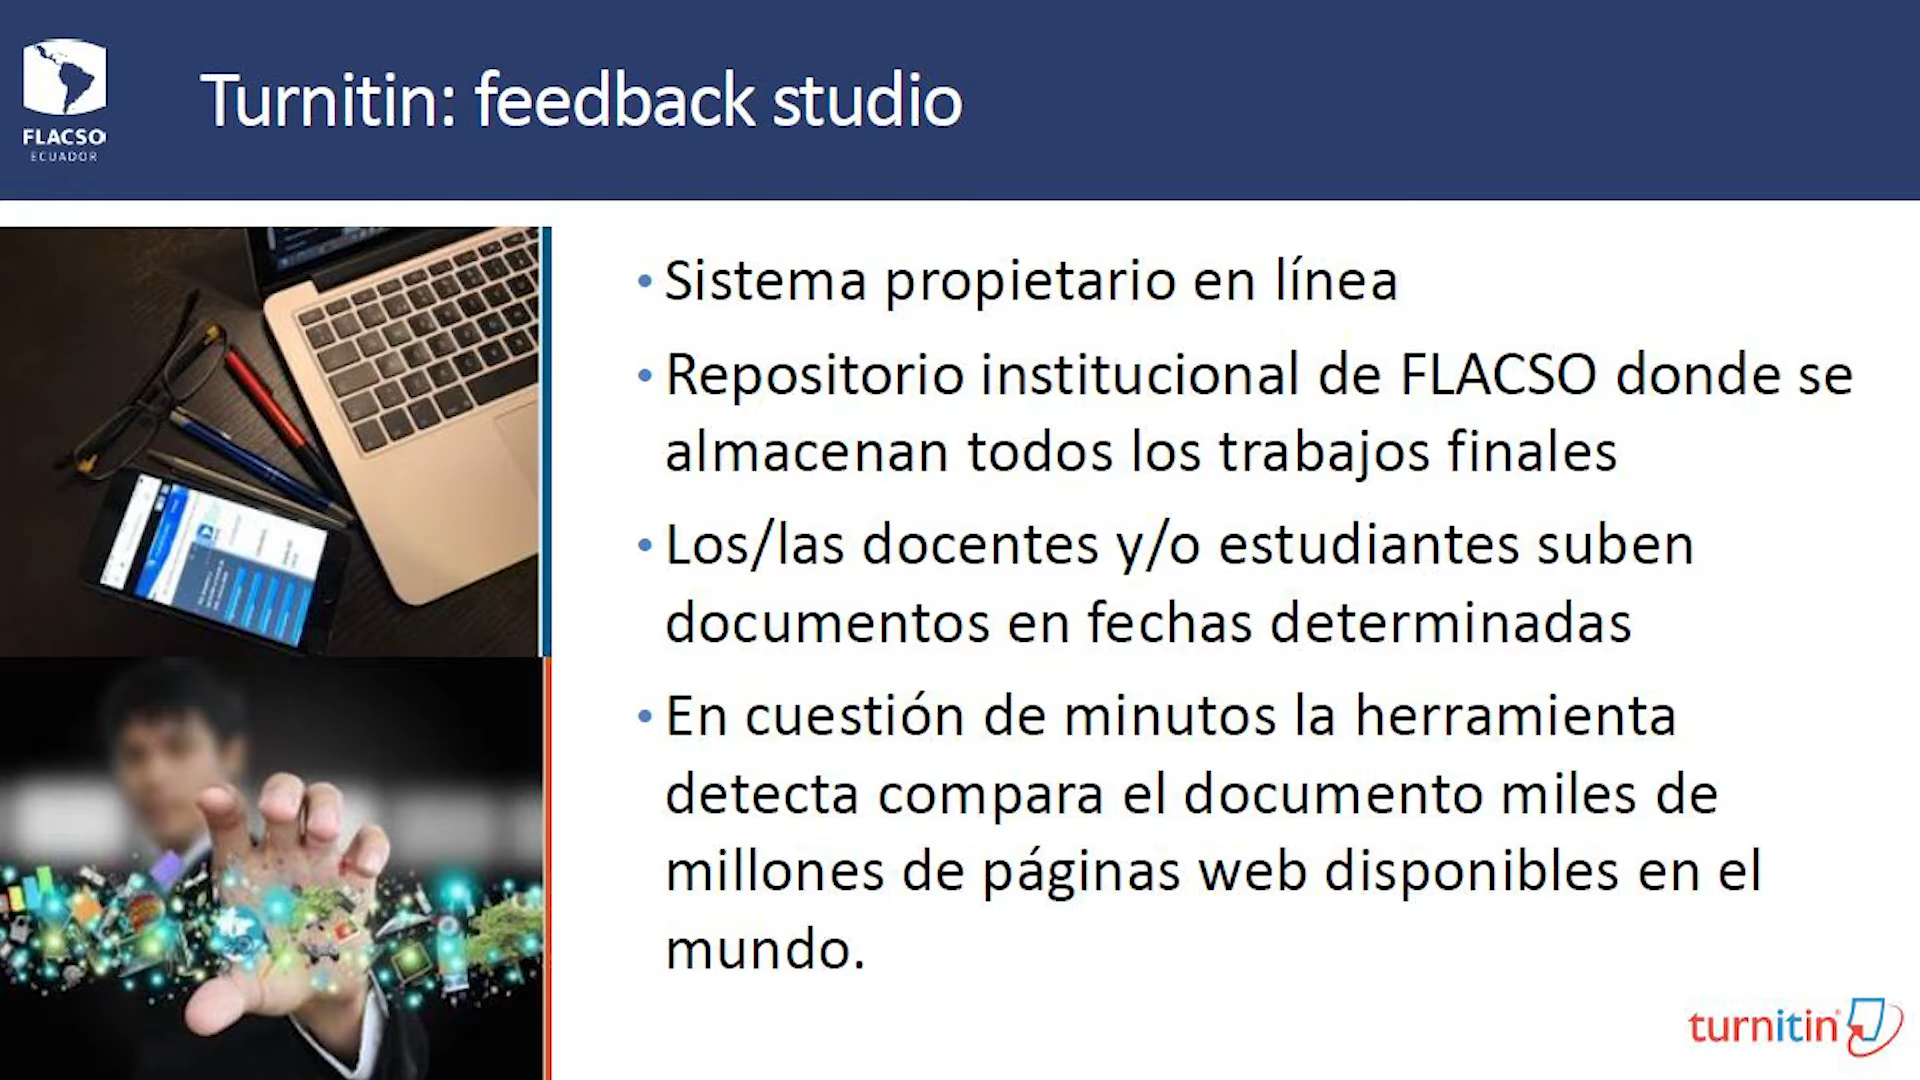 FLACSO
ECUADOR
Turnitin: feedback studio
• Sistema propietario en línea
• Repositorio institucional de FLACSO donde se
almacenan todos los trabajos finales
• Los/las docentes y/o estudiantes suben
documentos en fechas determinadas
• En cuestión de minutos la herramienta
detecta compara el documento miles de
millones de páginas web disponibles en el
mundo.
turnitin